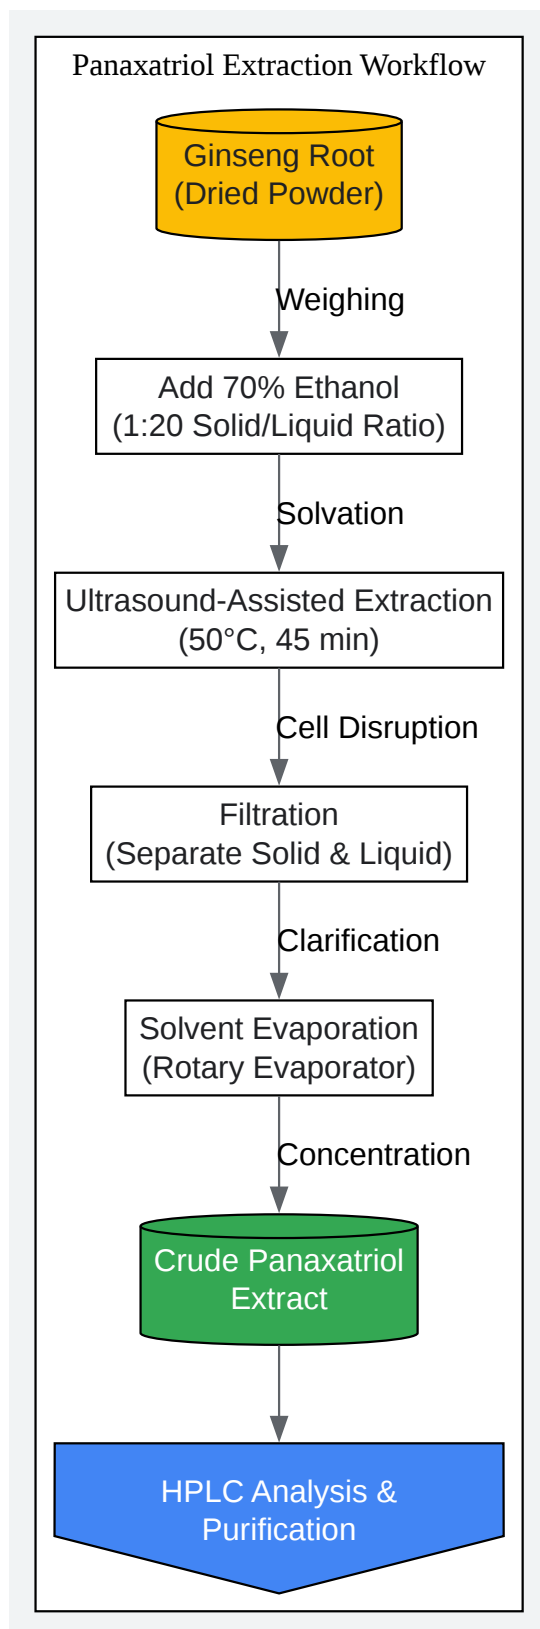 Panaxatriol Extraction Workflow
Ginseng Root
(Dried Powder)
Weighing
Add 70% Ethanol
(1:20 Solid/Liquid Ratio)
Solvation
Ultrasound-Assisted Extraction
(50°C, 45 min)
Cell Disruption
Filtration
(Separate Solid & Liquid)
Clarification
Solvent Evaporation
(Rotary Evaporator)
Concentration
Crude Panaxatriol
Extract
HPLC Analysis &
Purification